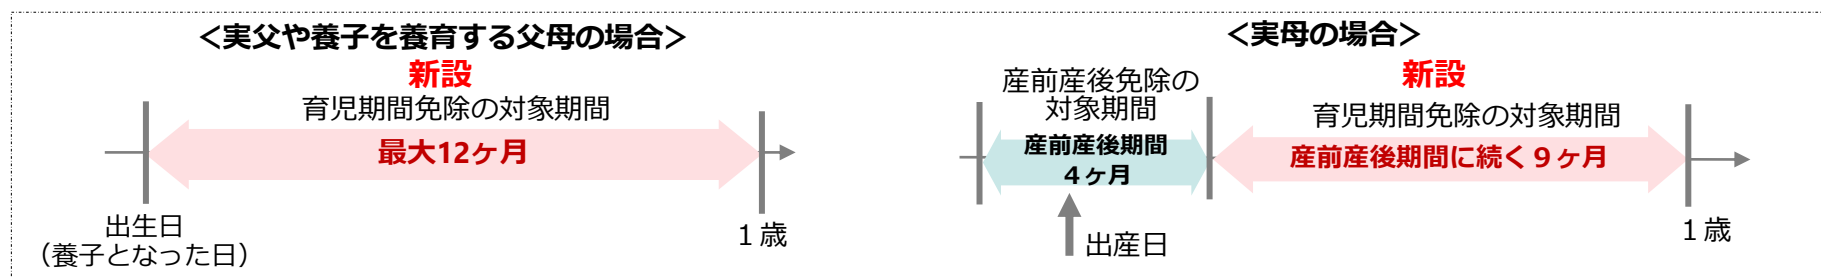 ＜実父や養子を養育する父母の場合＞
新設
育児期間免除の対象期間
最大12ヶ月
出生日
（養子となった日）
１歳
＜実母の場合＞
産前産後免除の
対象期間
産前産後期間
４ヶ月
出産日
新設
育児期間免除の対象期間
産前産後期間に続く９ヶ月
１歳